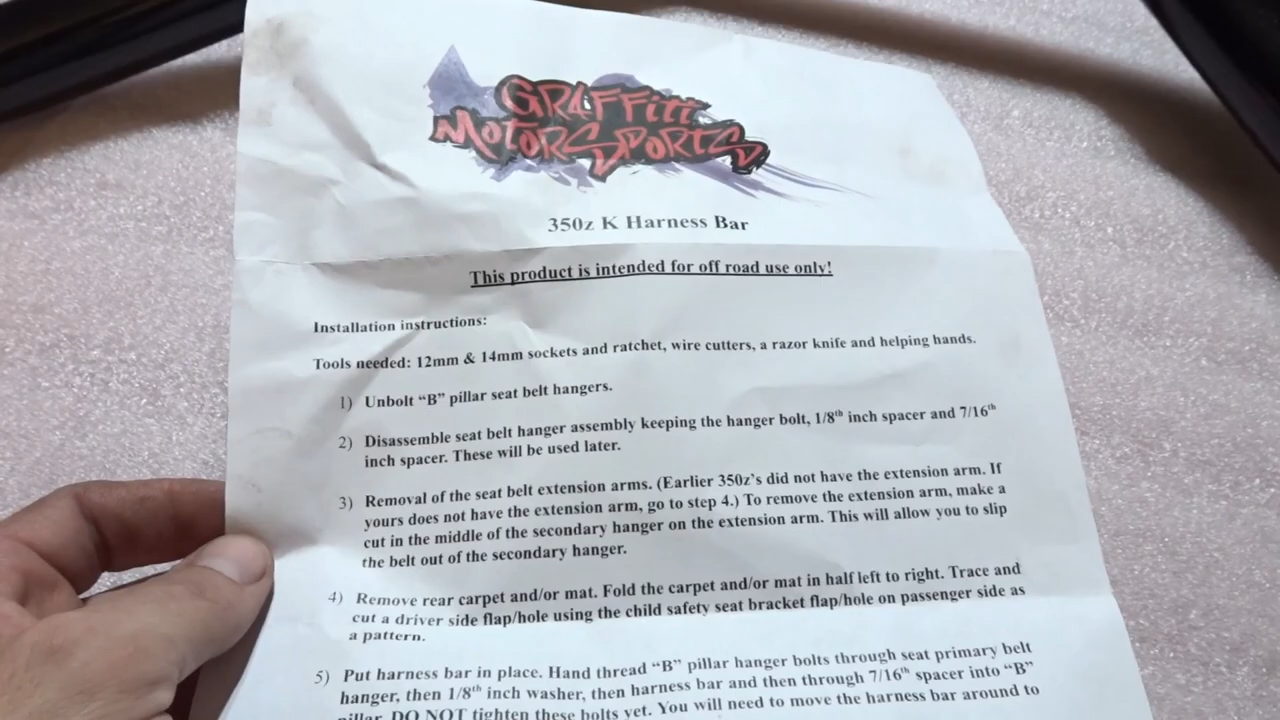 GRAFFiti
MOTORSPORTS
350z K Harness Bar
This product is intended for off road use only!
Installation instructions:
Tools needed: 12mm & 14mm sockets and ratchet, wire cutters, a razor knife and helping hands.
1) Unbolt “B” pillar seat belt hangers.
2) Disassemble seat belt hanger assembly keeping the hanger bolt, 1/8th inch spacer and 7/16th
inch spacer. These will be used later.
3) Removal of the seat belt extension arms. (Earlier 350z’s did not have the extension arm. If
yours does not have the extension arm, go to step 4.) To remove the extension arm, make a
cut in the middle of the secondary hanger on the extension arm. This will allow you to slip
the belt out of the secondary hanger.
4) Remove rear carpet and/or mat. Fold the carpet and/or mat in half left to right. Trace and
cut a driver side flap/hole using the child safety seat bracket flap/hole on passenger side as
a pattern.
5) Put harness bar in place. Hand thread “B” pillar hanger bolts through seat primary belt
hanger, then 1/8th inch washer, then harness bar and then through 7/16th spacer into “B”
pillar. DO NOT tighten these bolts yet. You will need to move the harness bar around to